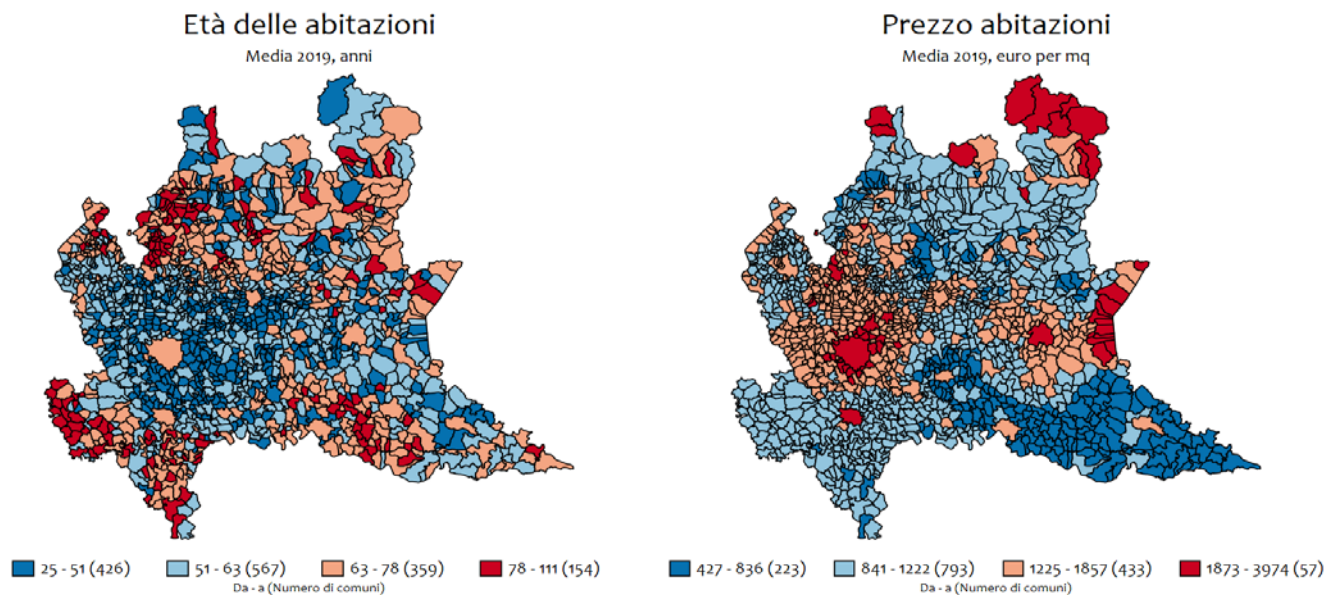 Età delle abitazioni
Media 2019, anni
25 - 51 (426) 51 - 63 (567) 63 - 78 (359) 78 - 111 (154)
Da - a (Numero di comuni)
Prezzo abitazioni
Media 2019, euro per mq
427 - 836 (223) 841 - 1222 (793) 1225 - 1857 (433) 1873 - 3974 (57)
Da - a (Numero di comuni)